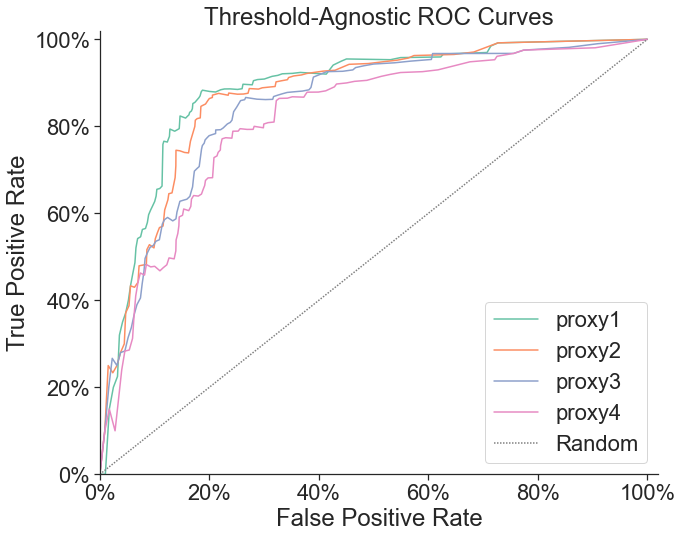 Threshold-Agnostic ROC Curves
True Positive Rate
100%
80%
60%
40%
20%
0%
proxy1
proxy2
proxy3
proxy4
Random
0% 20% 40% 60% 80% 100%
False Positive Rate